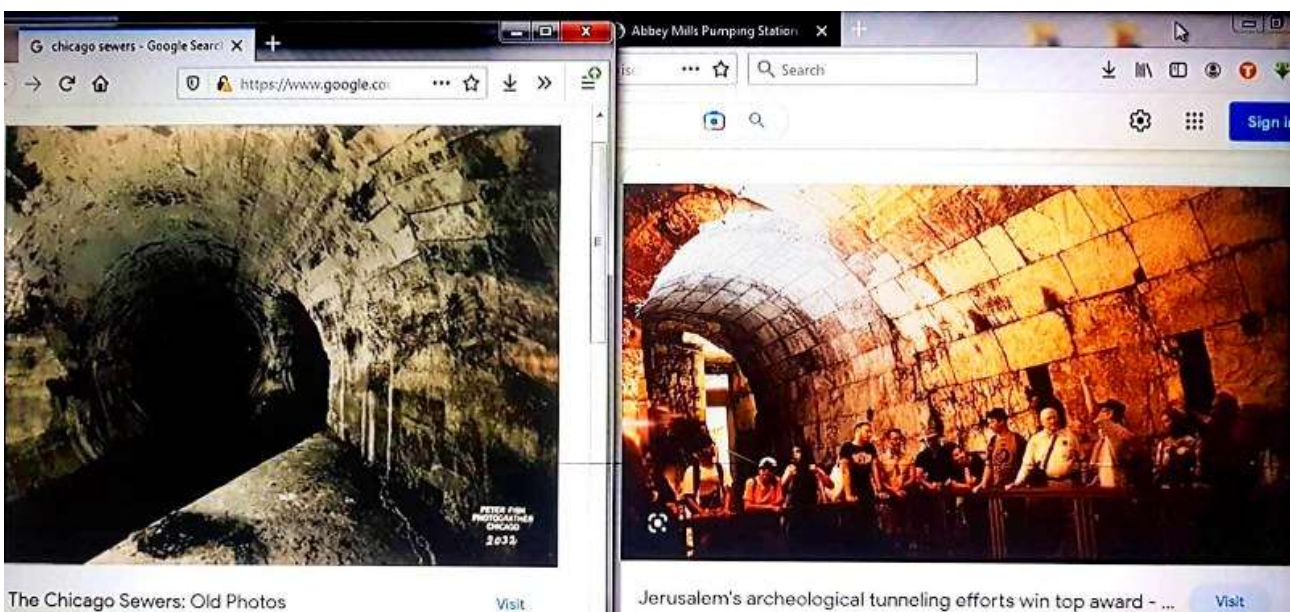 G chicago sewers - Google Searc
Abbey Mills Pumping Station
https://www.google.co
Search
T
Sign i
PETER FISH
PHOTOGRAPHER
CHICAGO
2032
The Chicago Sewers: Old Photos
Visit
Jerusalem's archeological tunneling efforts win top award - ...
Visit